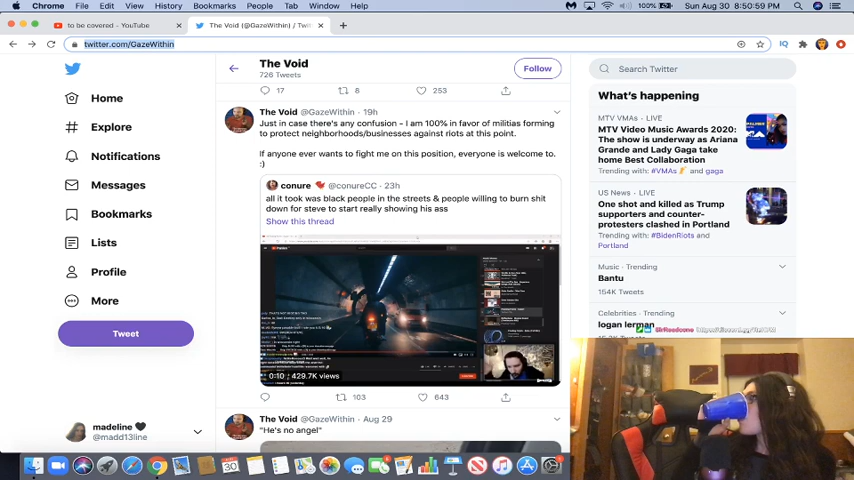 Chrome File Edit View History Bookmarks People Tab Window Help
100% Sun Aug 30 8:50:59 PM
to be covered - YouTube
The Void (@GazeWithin) / Twit
twitter.com/GazeWithin
The Void
726 Tweets
Follow
Search Twitter
17 8 253
Home
Explore
Notifications
Messages
Bookmarks
Lists
Profile
More
Tweet
madeline
@madd13line
The Void @GazeWithin · 19h
Just in case there's any confusion - I am 100% in favor of militias forming
to protect neighborhoods/businesses against riots at this point.
If anyone ever wants to fight me on this position, everyone is welcome to.
:)
conure @conureCC · 23h
all it took was black people in the streets & people willing to burn shit
down for steve to start really showing his ass
Show this thread
0:10 429.7K views
103 843
The Void @GazeWithin · Aug 29
"He's no angel"
What's happening
MTV VMAs · LIVE
MTV Video Music Awards 2020:
The show is underway as Ariana
Grande and Lady Gaga take
home Best Collaboration
Trending with: #VMAs gaga
US News · LIVE
One shot and killed as Trump
supporters and counter-
protesters clashed in Portland
Trending with: #BidenRiots and
Portland
Music · Trending
Bantu
154K Tweets
Celebrities · Trending
logan lerman